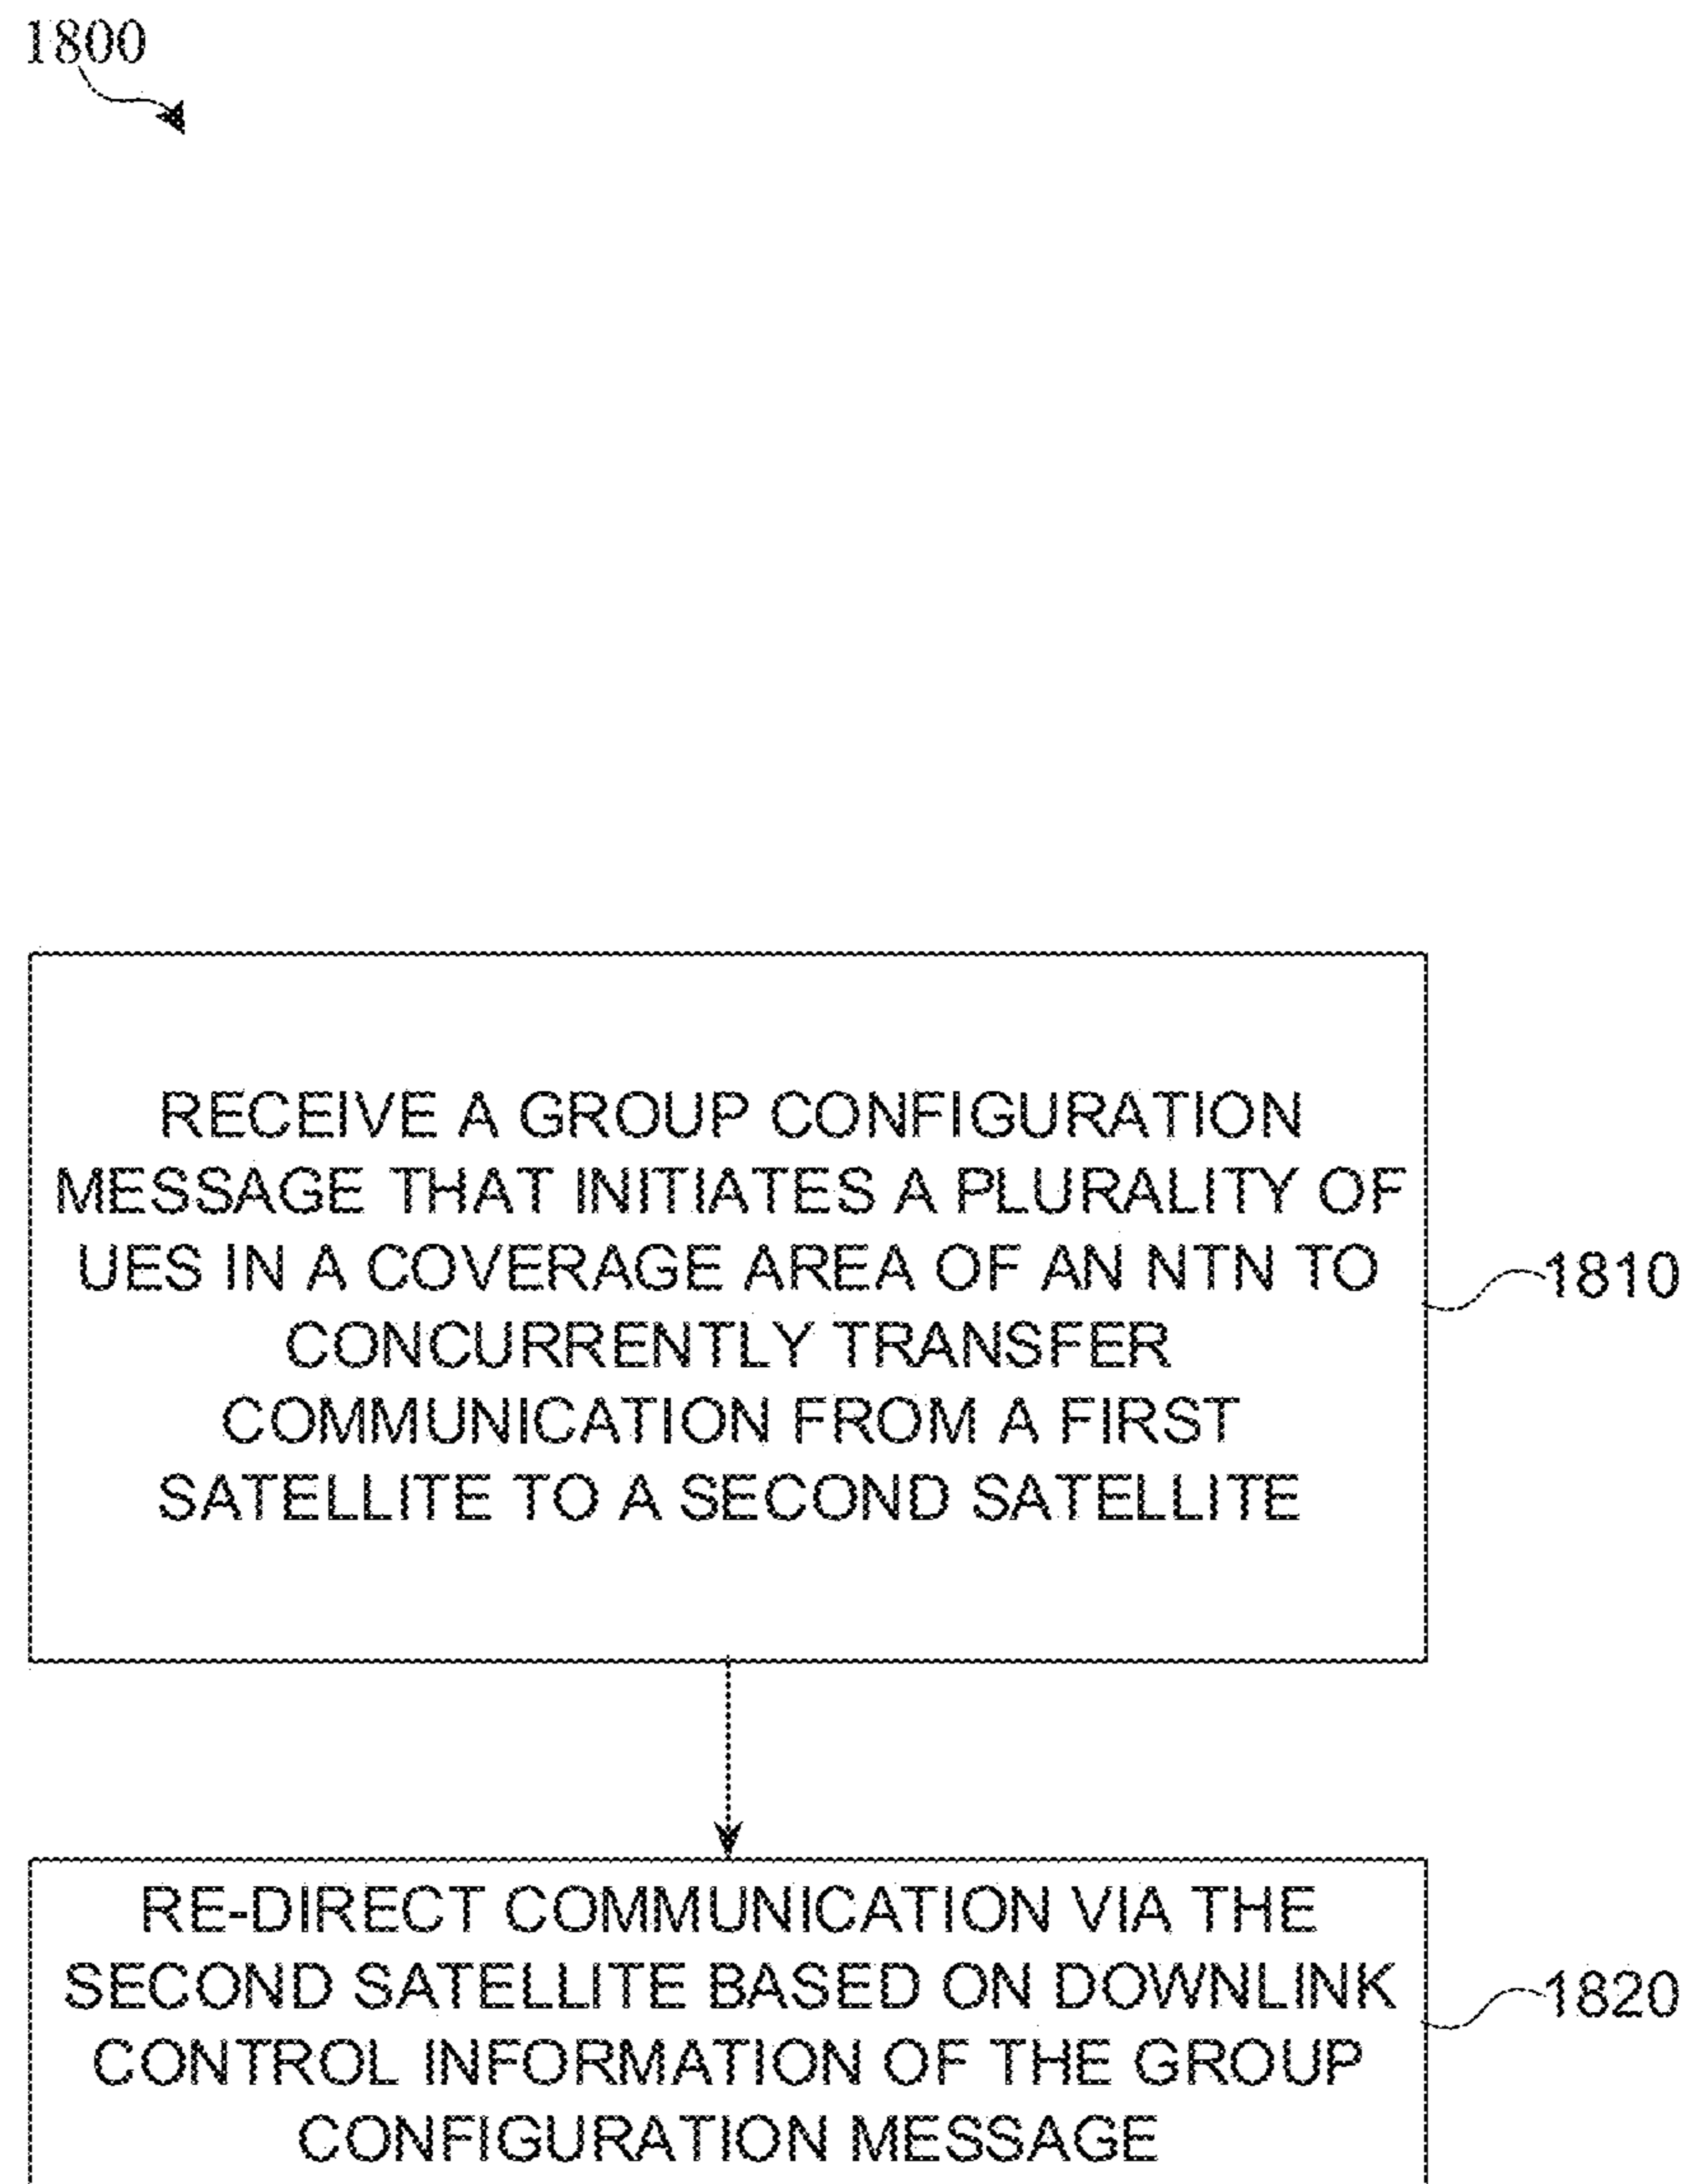 1800
RECEIVE A GROUP CONFIGURATION
MESSAGE THAT INITIATES A PLURALITY OF
UES IN A COVERAGE AREA OF AN NTN TO
CONCURRENTLY TRANSFER
COMMUNICATION FROM A FIRST
SATELLITE TO A SECOND SATELLITE
1810
RE-DIRECT COMMUNICATION VIA THE
SECOND SATELLITE BASED ON DOWNLINK
CONTROL INFORMATION OF THE GROUP
CONFIGURATION MESSAGE
1820